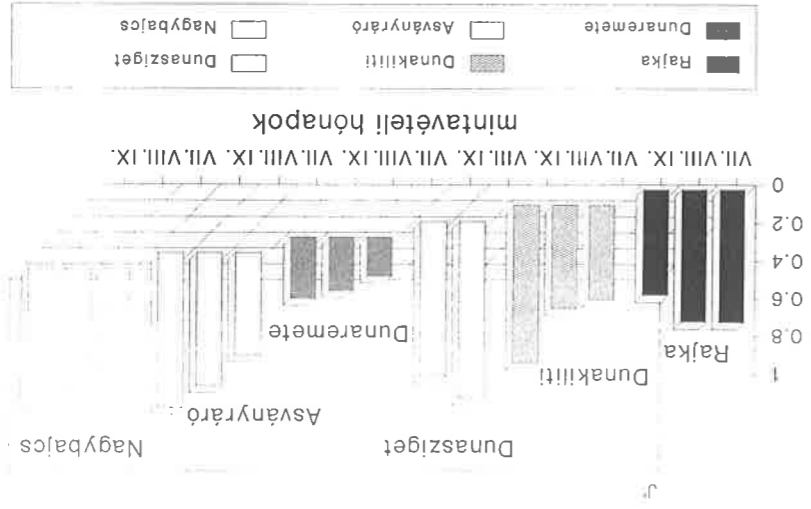 Dunasziget
Nagybajcs
Ásványráró
1
Dunakiliti
Rajka
0.8
Dunaremete
0.6
0.4
0.2
0
VII. VIII. IX. VII. VIII. IX. VIII. IX. VII. VIII. IX. VII. VIII. IX. VII. VIII. IX.
mintavételi hónapok
Rajka Dunakiliti Dunasziget
Dunaremete Ásványráró Nagybajcs